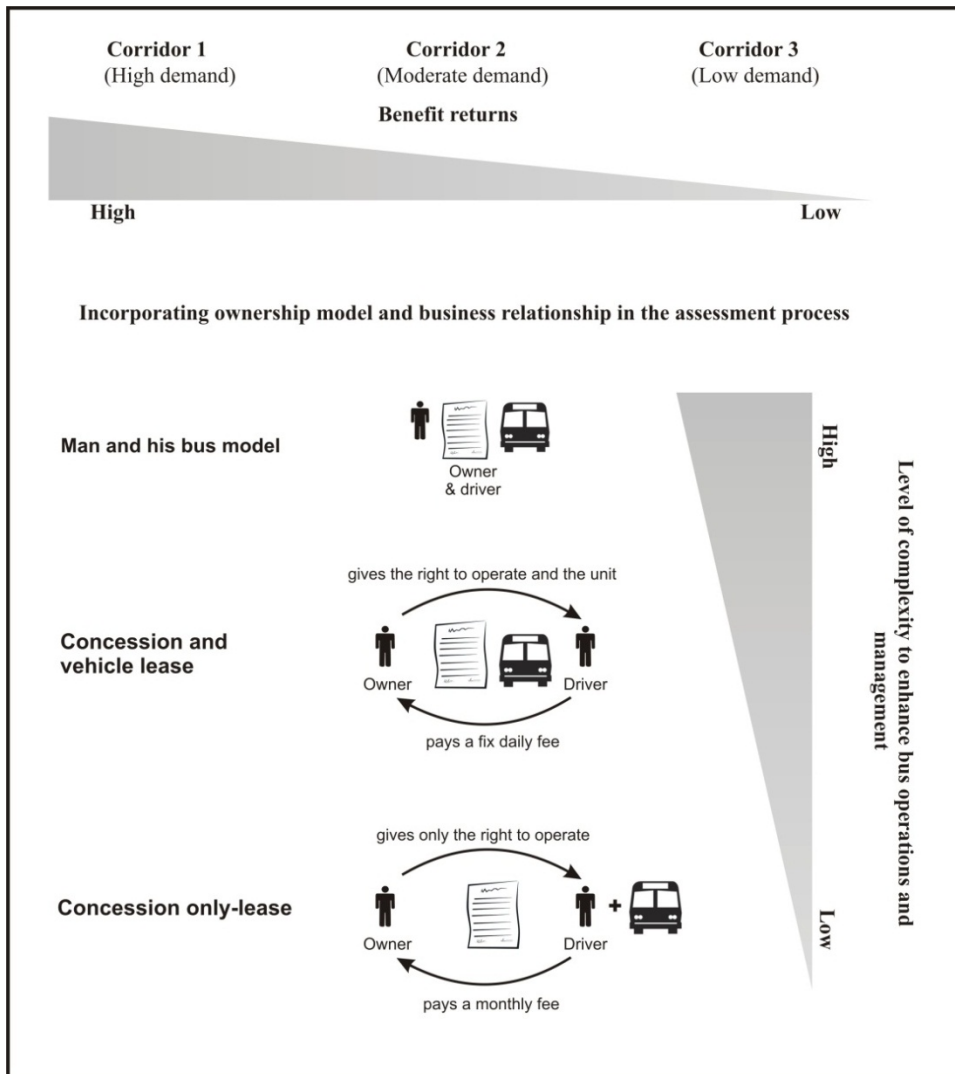 Corridor 1
(High demand)
Corridor 2
(Moderate demand)
Corridor 3
(Low demand)
Benefit returns
High
Low
Incorporating ownership model and business relationship in the assessment process
Man and his bus model
Owner
& driver
High
Level of complexity to enhance bus operations and
management
gives the right to operate and the unit
Concession and
vehicle lease
Owner
Driver
pays a fix daily fee
gives only the right to operate
Concession only-lease
Owner
Driver
+
Low
pays a monthly fee